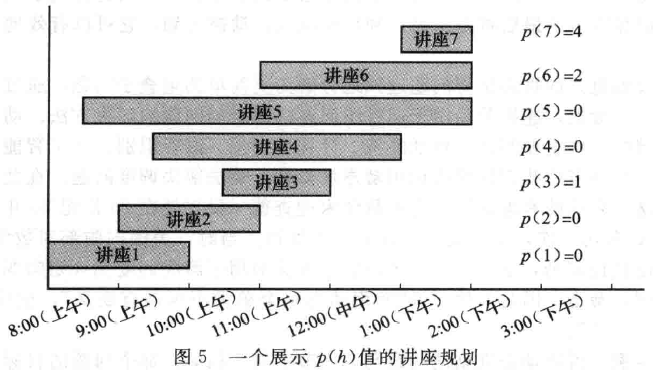 讲座7 p(7)=4
讲座6 p(6)=2
讲座5 p(5)=0
讲座4 p(4)=0
讲座3 p(3)=1
讲座2 p(2)=0
讲座1 p(1)=0
8:00(上午) 9:00(上午) 10:00(上午) 11:00(上午) 12:00(中午) 1:00(下午) 2:00(下午) 3:00(下午)
图 5 一个展示 p(h)值的讲座规划